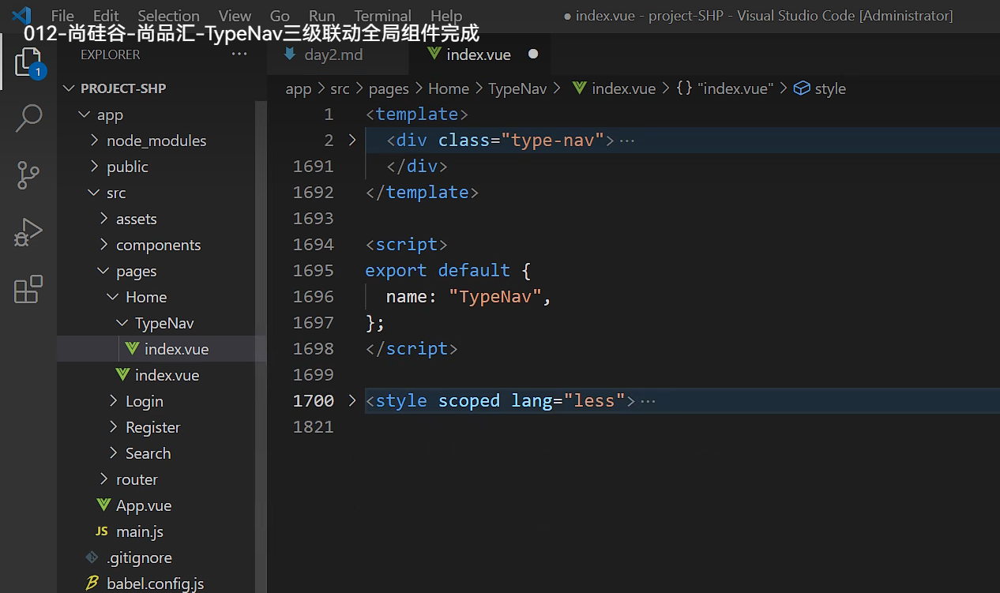 File Edit Selection View Go Run Terminal Help
● index.vue - project-SHP - Visual Studio Code [Administrator]
012-尚硅谷-尚品汇-TypeNav三级联动全局组件完成
1
EXPLORER ···
PROJECT-SHP
app
node_modules
public
src
assets
components
pages
Home
TypeNav
index.vue
index.vue
Login
Register
Search
router
App.vue
JS main.js
.gitignore
babel.config.js
day2.md
index.vue ●
app > src > pages > Home > TypeNav > index.vue > {} "index.vue" > style
1 <template>
2 > <div class="type-nav"> ···
1691 </div>
1692 </template>
1693
1694 <script>
1695 export default {
1696 name: "TypeNav",
1697 };
1698 </script>
1699
1700 > <style scoped lang="less"> ···
1821